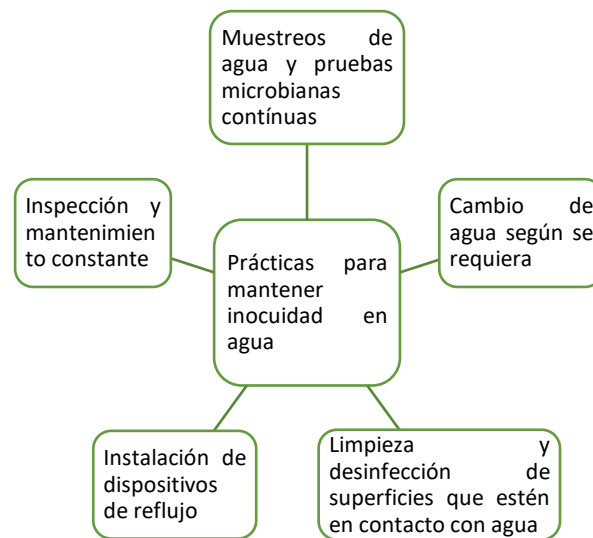 Muestreos de
agua y pruebas
microbianas
contínuas
Inspección y
mantenimien
to constante
Prácticas para
mantener
inocuidad en
agua
Cambio de
agua según se
requiera
Instalación de
dispositivos
de reflujo
Limpieza y
desinfección de
superficies que estén
en contacto con agua